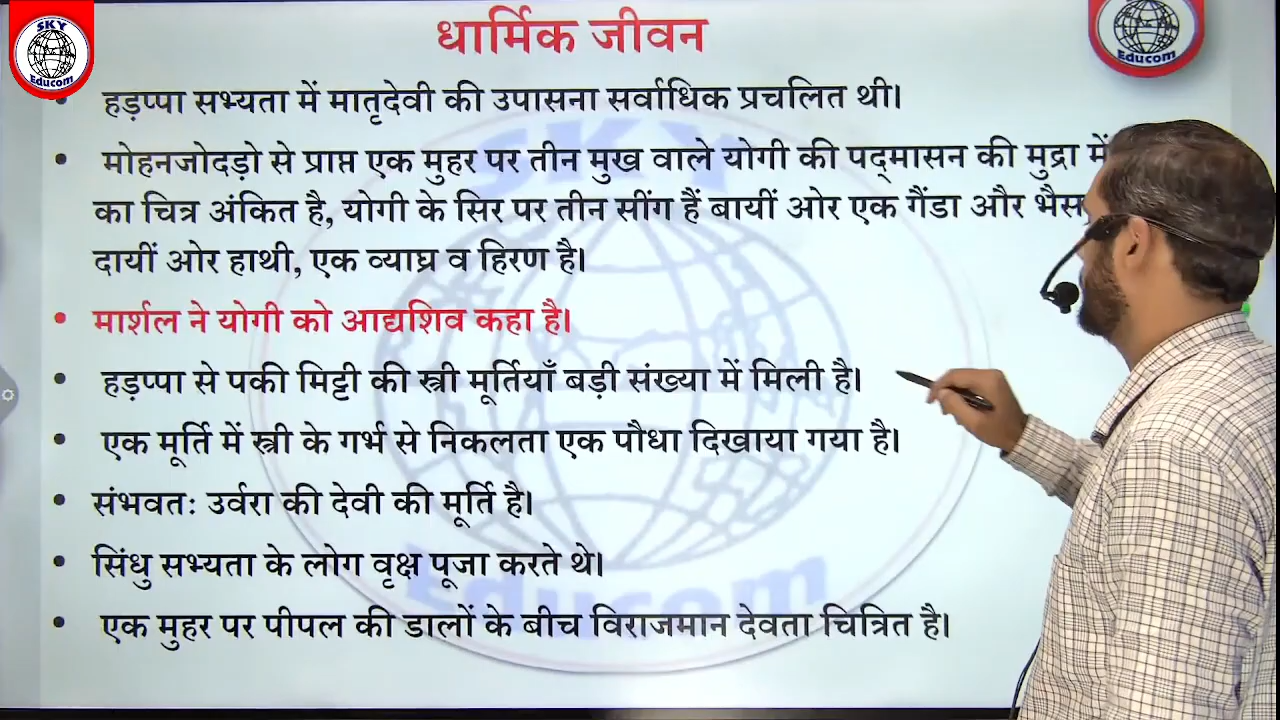 SKY
Educom
Educom
धार्मिक जीवन
हड़प्पा सभ्यता में मातृदेवी की उपासना सर्वाधिक प्रचलित थी।
मोहनजोदड़ो से प्राप्त एक मुहर पर तीन मुख वाले योगी की पद्मासन की मुद्रा में
का चित्र अंकित है, योगी के सिर पर तीन सींग हैं बायीं ओर एक गैंडा और भैस
दायीं ओर हाथी, एक व्याघ्र व हिरण है।
मार्शल ने योगी को आद्यशिव कहा है।
हड़प्पा से पकी मिट्टी की स्त्री मूर्तियाँ बड़ी संख्या में मिली है।
एक मूर्ति में स्त्री के गर्भ से निकलता एक पौधा दिखाया गया है।
संभवतः उर्वरा की देवी की मूर्ति है।
सिंधु सभ्यता के लोग वृक्ष पूजा करते थे।
एक मुहर पर पीपल की डालों के बीच विराजमान देवता चित्रित है।
SKY
Educom